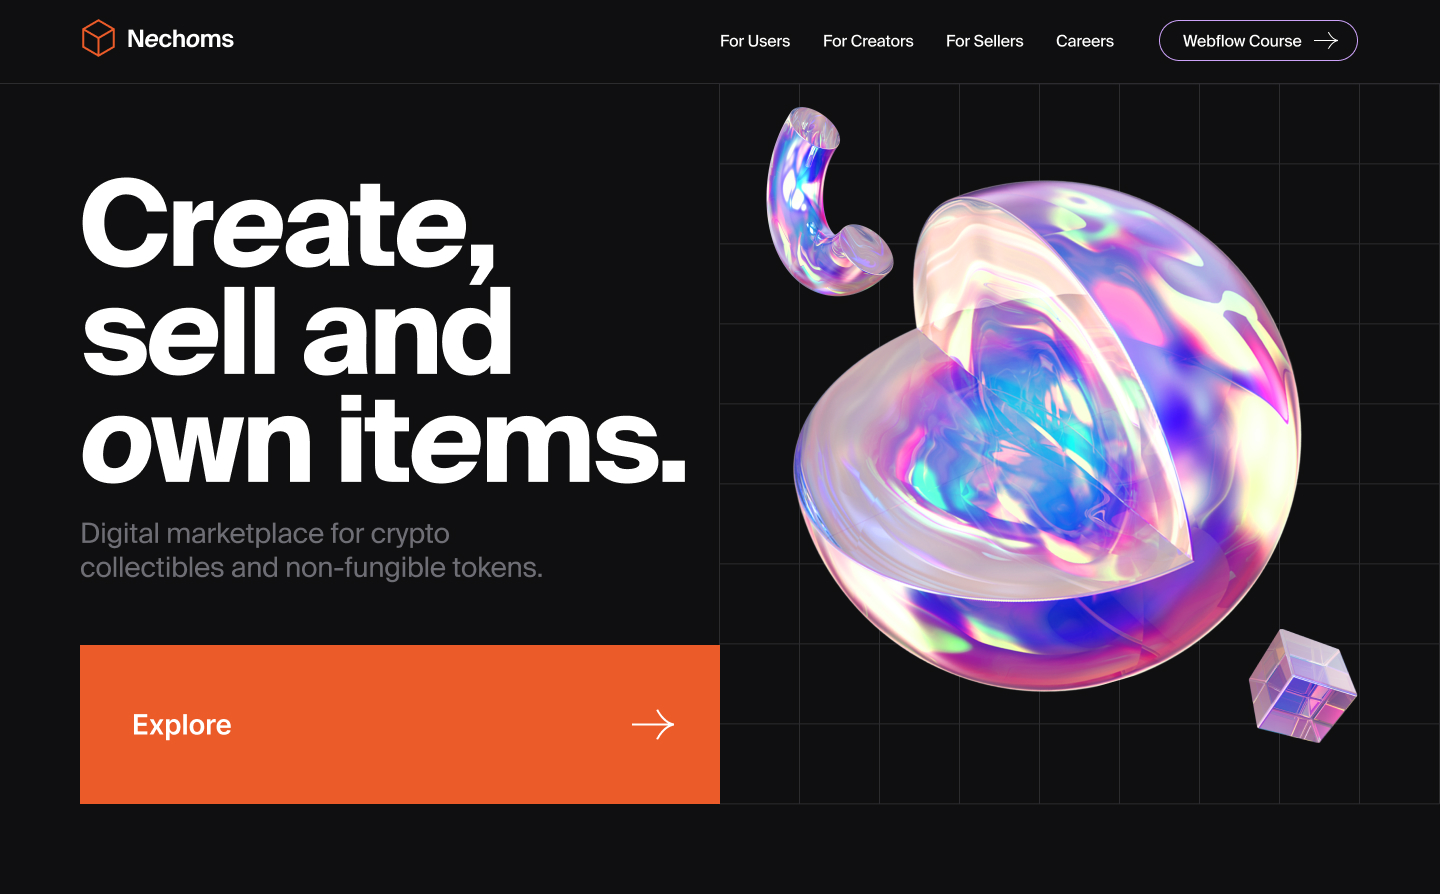 Nechoms
For Users
For Creators
For Sellers
Careers
Webflow Course
Create,
sell and
own items.
Digital marketplace for crypto
collectibles and non-fungible tokens.
Explore